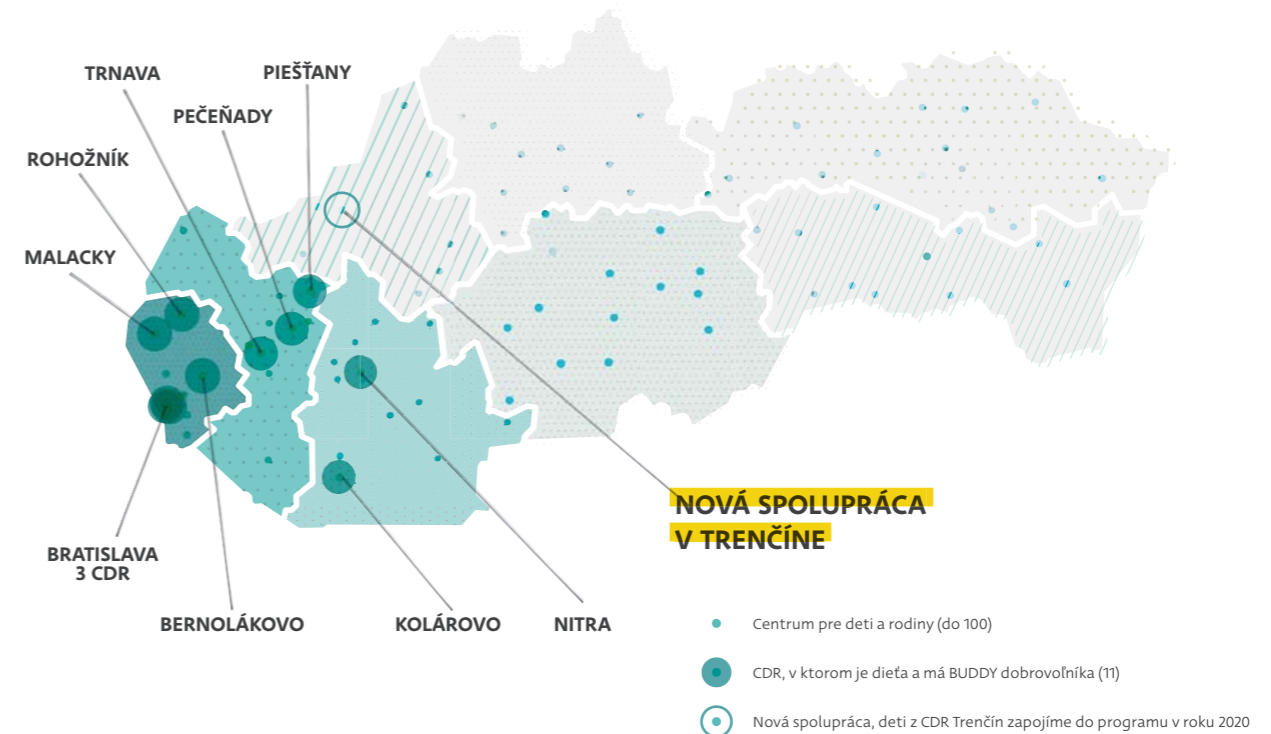 TRNAVA
PIEŠŤANY
PEČEŇADY
ROHOŽNÍK
MALACKY
NOVÁ SPOLUPRÁCA
V TRENČÍNE
BRATISLAVA
3 CDR
BERNOLÁKOVO
KOLÁROVO
NITRA
Centrum pre deti a rodiny (do 100)
CDR, v ktorom je dieťa a má BUDDY dobrovoľníka (11)
Nová spolupráca, deti z CDR Trenčín zapojíme do programu v roku 2020